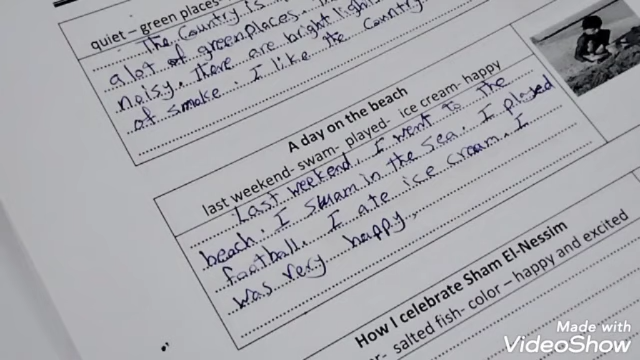 quiet – green places-
The Country is
a lot of green places.
noisy. There are bright light
of smoke. I like the Country.
A day on the beach
last weekend- swam- played- ice cream- happy
Last weekend, I went to the
beach. I swam in the sea. I played
football. I ate ice cream. I
was very happy.
How I celebrate Sham El-Nessim
- salted fish- color – happy and excited
Made with
VideoShow